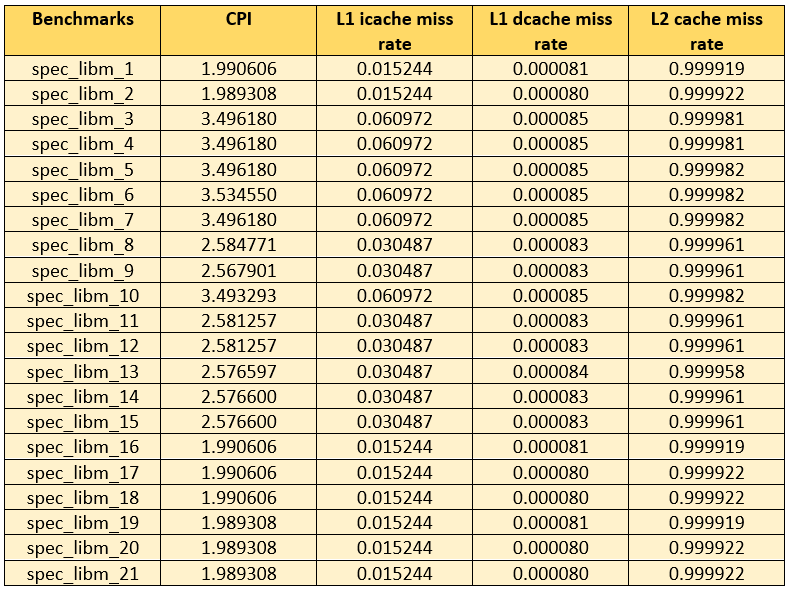 Benchmarks CPI L1 icache miss rate L1 dcache miss rate L2 cache miss rate
spec_libm_1 1.990606 0.015244 0.000081 0.999919
spec_libm_2 1.989308 0.015244 0.000080 0.999922
spec_libm_3 3.496180 0.060972 0.000085 0.999981
spec_libm_4 3.496180 0.060972 0.000085 0.999981
spec_libm_5 3.496180 0.060972 0.000085 0.999982
spec_libm_6 3.534550 0.060972 0.000085 0.999982
spec_libm_7 3.496180 0.060972 0.000085 0.999982
spec_libm_8 2.584771 0.030487 0.000083 0.999961
spec_libm_9 2.567901 0.030487 0.000083 0.999961
spec_libm_10 3.493293 0.060972 0.000085 0.999982
spec_libm_11 2.581257 0.030487 0.000083 0.999961
spec_libm_12 2.581257 0.030487 0.000083 0.999961
spec_libm_13 2.576597 0.030487 0.000084 0.999958
spec_libm_14 2.576600 0.030487 0.000083 0.999961
spec_libm_15 2.576600 0.030487 0.000083 0.999961
spec_libm_16 1.990606 0.015244 0.000081 0.999919
spec_libm_17 1.990606 0.015244 0.000080 0.999922
spec_libm_18 1.990606 0.015244 0.000080 0.999922
spec_libm_19 1.989308 0.015244 0.000081 0.999919
spec_libm_20 1.989308 0.015244 0.000080 0.999922
spec_libm_21 1.989308 0.015244 0.000080 0.999922